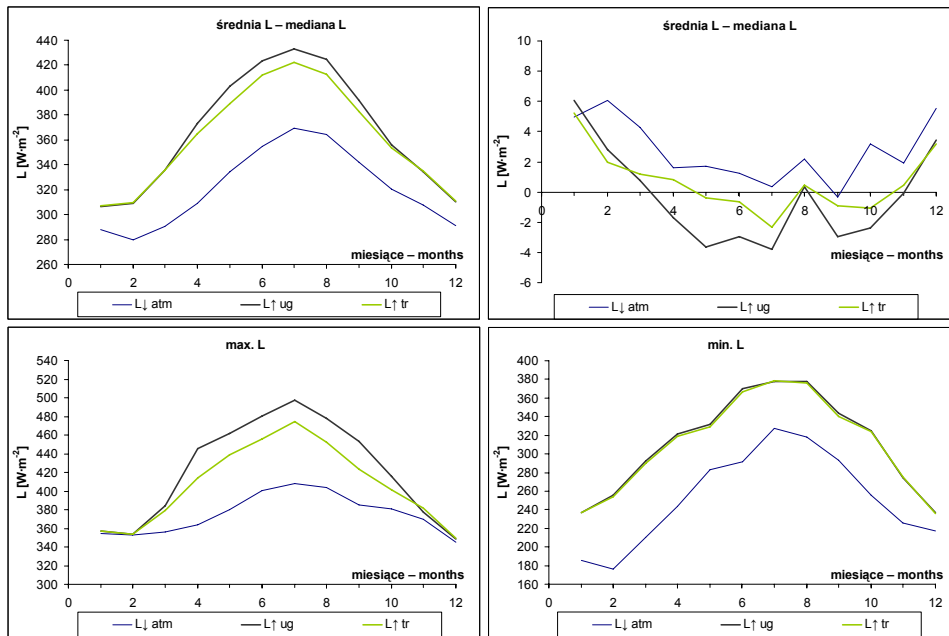 średnia L – mediana L
440
420
400
380
360
340
320
300
280
260
L [W·m-2]
0 2 4 6 8 10 12
miesiące – months
L↓ atm L↑ ug L↑ tr
średnia L – mediana L
10
8
6
4
2
0
-2
-4
-6
L [W·m-2]
0 2 4 6 8 10 12
miesiące – months
L↓ atm L↑ ug L↑ tr
max. L
540
520
500
480
460
440
420
400
380
360
340
320
300
L [W·m-2]
0 2 4 6 8 10 12
miesiące – months
L↓ atm L↑ ug L↑ tr
min. L
400
380
360
340
320
300
280
260
240
220
200
180
160
L [W·m-2]
0 2 4 6 8 10 12
miesiące – months
L↓ atm L↑ ug L↑ tr